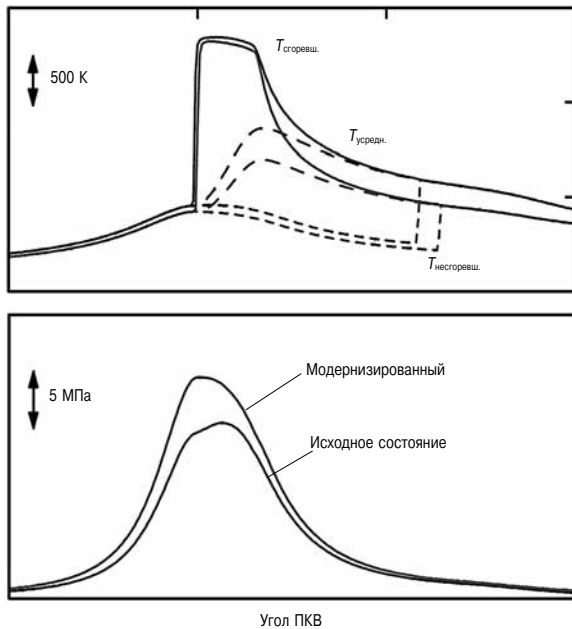 500 К
Tсгоревш.
Tусредн.
Tнесгоревш.
5 МПа
Модернизированный
Исходное состояние
Угол ПКВ